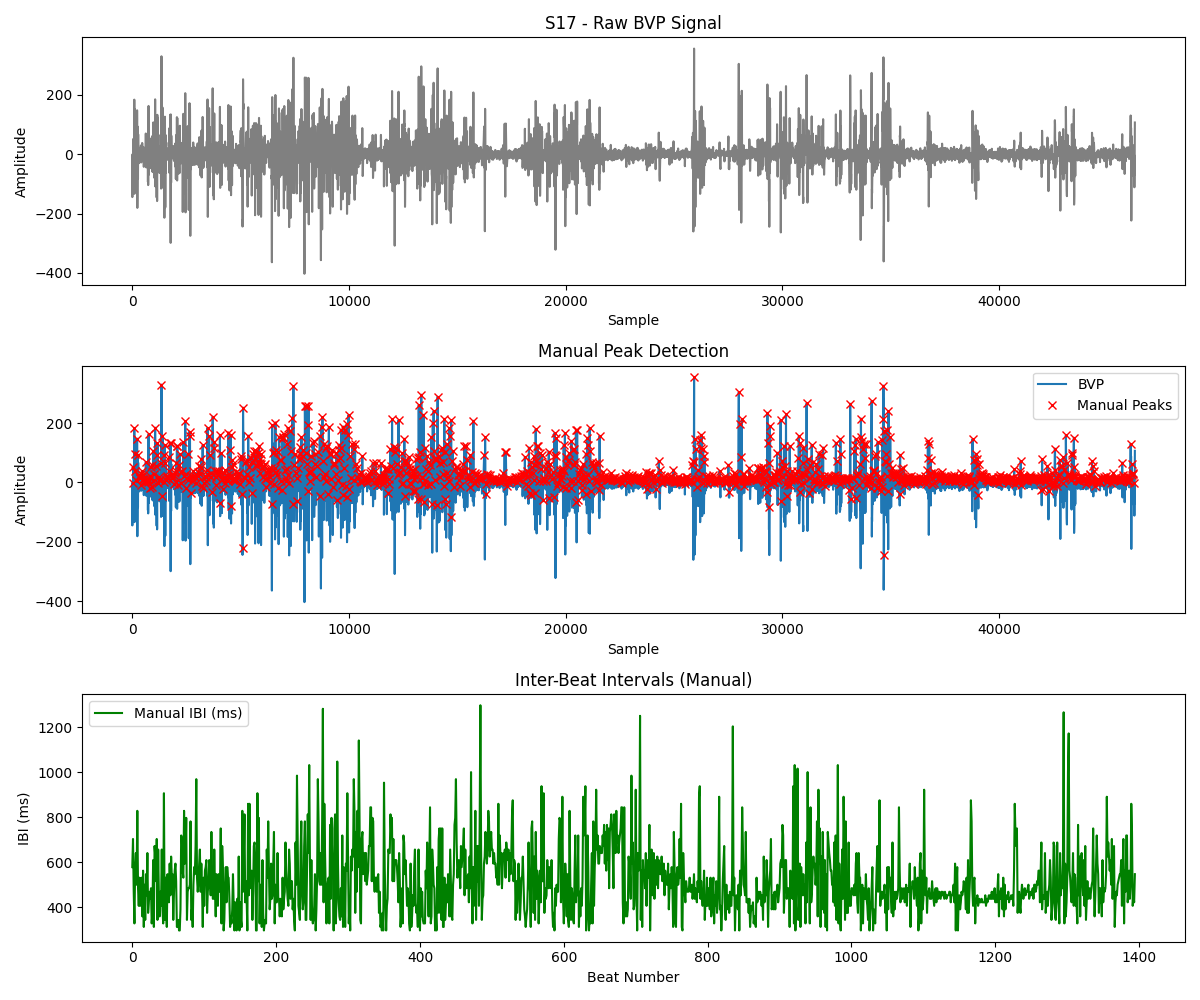 S17 - Raw BVP Signal
Amplitude
200
0
−200
−400
0 10000 20000 30000 40000
Sample
Manual Peak Detection
Amplitude
200
0
−200
−400
BVP
Manual Peaks
0 10000 20000 30000 40000
Sample
Inter-Beat Intervals (Manual)
IBI (ms)
1200
1000
800
600
400
Manual IBI (ms)
0 200 400 600 800 1000 1200 1400
Beat Number